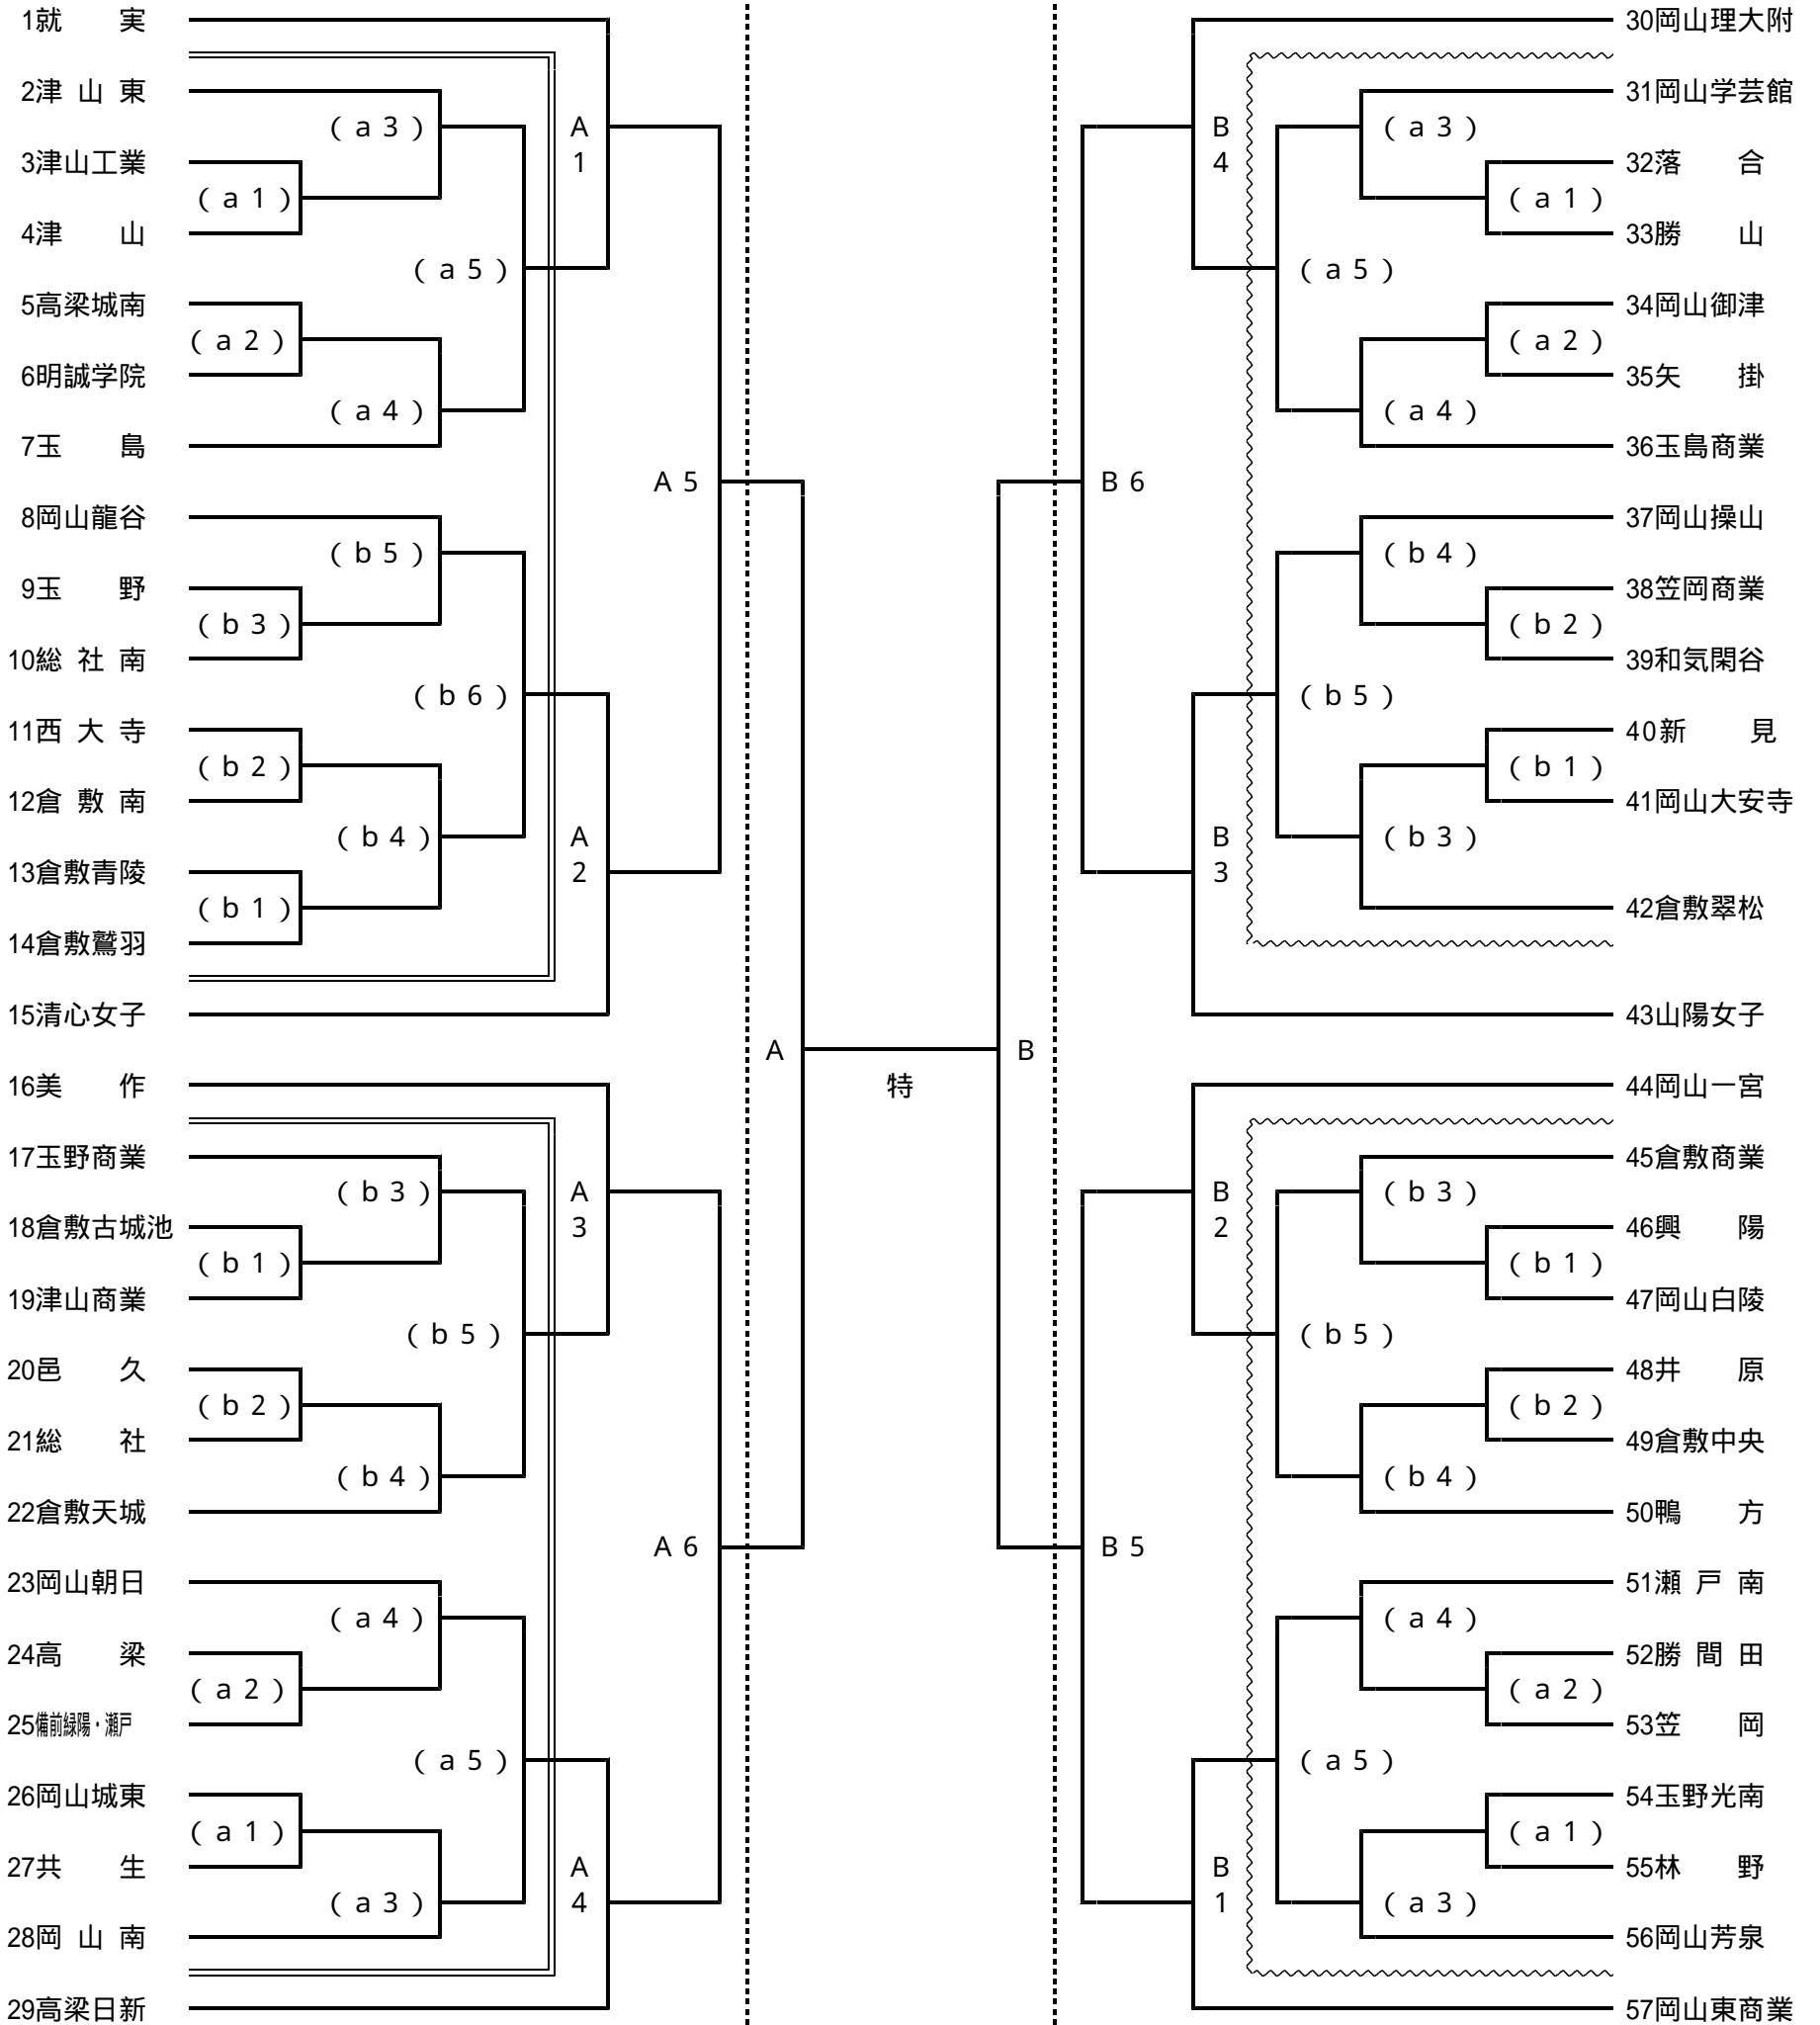 1就 実
2津 山 東
(a3)
A
1
3津山工業
(a1)
4津 山
(a5)
5高梁城南
(a2)
6明誠学院
(a4)
7玉 島
A5
8岡山龍谷
(b5)
9玉 野
(b3)
10総 社 南
(b6)
11西 大 寺
(b2)
12倉 敷 南
(b4)
A
2
13倉敷青陵
(b1)
14倉敷鷲羽
15清心女子
A
16美 作
17玉野商業
(b3)
A
3
18倉敷古城池
(b1)
19津山商業
(b5)
20邑 久
(b2)
21総 社
(b4)
22倉敷天城
A6
23岡山朝日
(a4)
24高 梁
(a2)
25備前緑陽・瀬戸
(a5)
26岡山城東
(a1)
27共 生
(a3)
A
4
28岡 山 南
29高梁日新
特
30岡山理大附
31岡山学芸館
B
4
(a3)
32落 合
(a1)
33勝 山
(a5)
34岡山御津
(a2)
35矢 掛
(a4)
36玉島商業
B6
37岡山操山
(b4)
38笠岡商業
(b2)
39和気閑谷
(b5)
40新 見
(b1)
41岡山大安寺
B
3
(b3)
42倉敷翠松
43山陽女子
B
44岡山一宮
45倉敷商業
B
2
(b3)
46興 陽
(b1)
47岡山白陵
(b5)
48井 原
(b2)
49倉敷中央
(b4)
50鴨 方
B5
51瀬 戸 南
(a4)
52勝 間 田
(a2)
53笠 岡
(a5)
54玉野光南
(a1)
55林 野
B
1
(a3)
56岡山芳泉
57岡山東商業